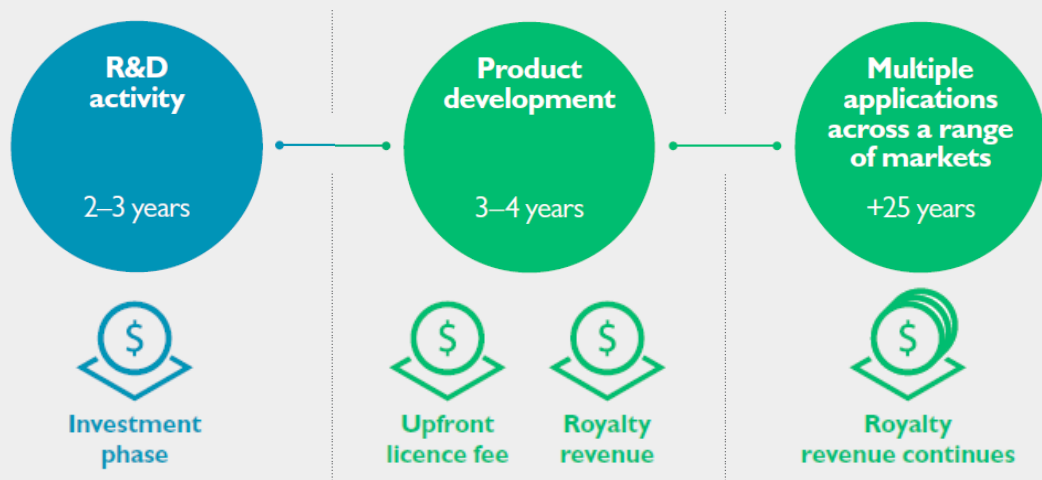 R&D
activity
2–3 years
$
Investment
phase
Product
development
3–4 years
$
Upfront
licence fee
$
Royalty
revenue
Multiple
applications
across a range
of markets
+25 years
$
Royalty
revenue continues